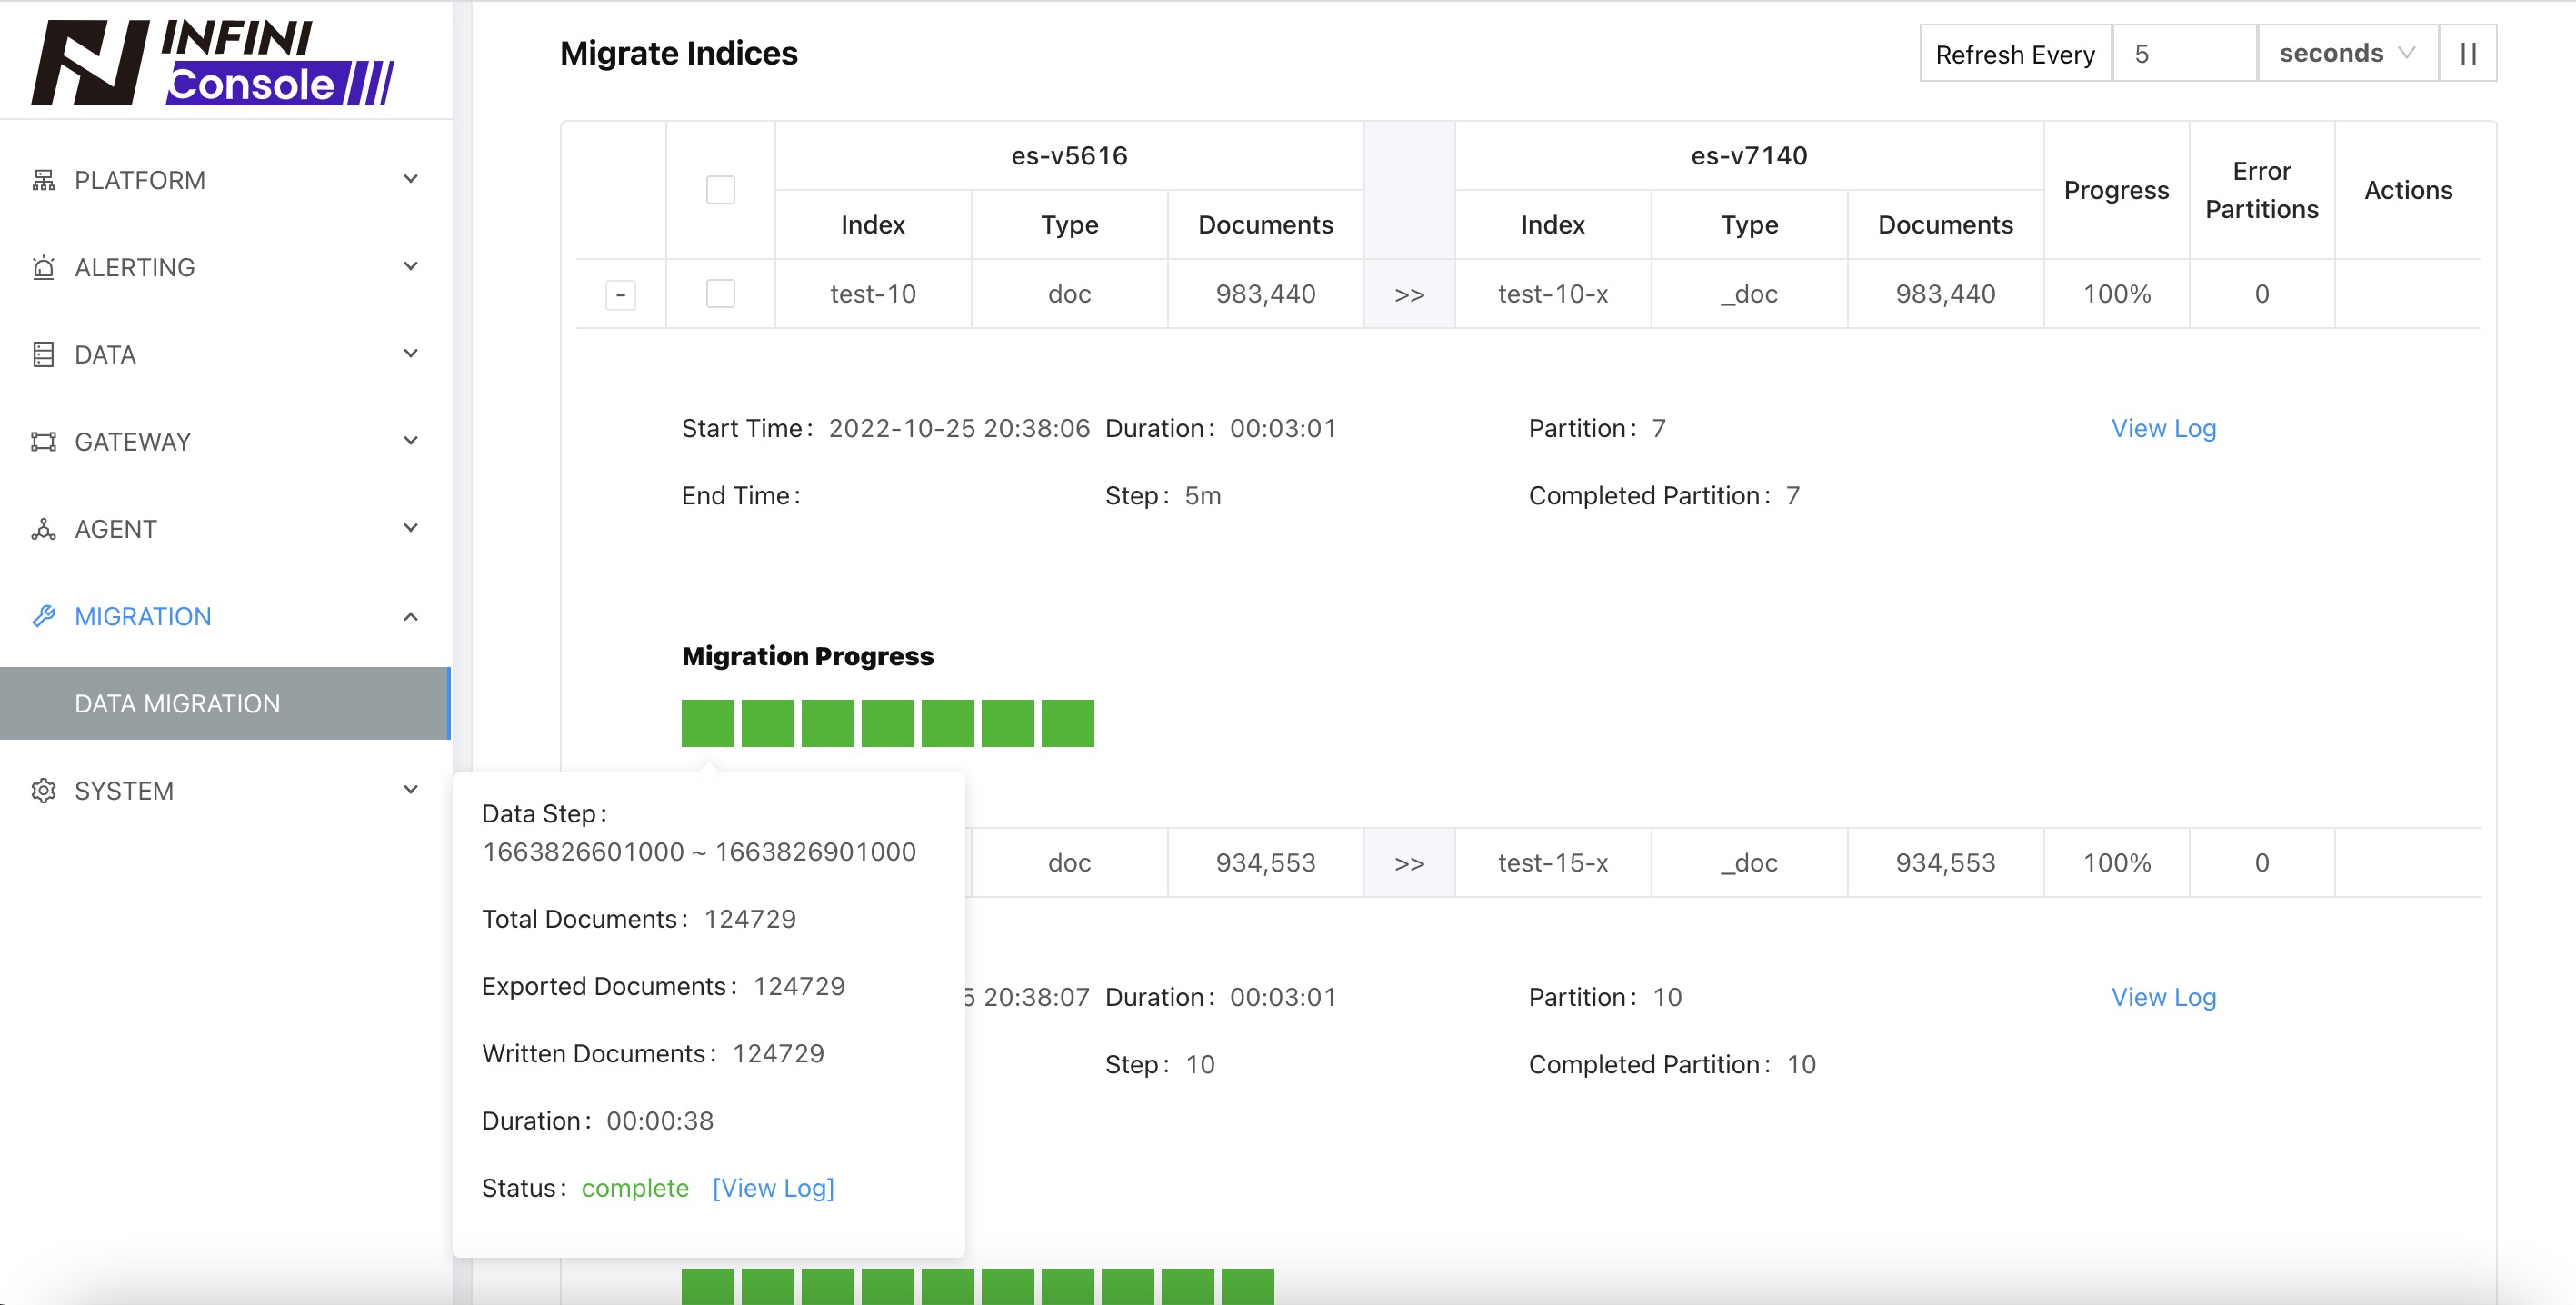 INFINI
Console
PLATFORM
ALERTING
DATA
GATEWAY
AGENT
MIGRATION
DATA MIGRATION
SYSTEM
Migrate Indices
Refresh Every 5 seconds
es-v5616 es-v7140 Progress Error Partitions Actions
Index Type Documents Index Type Documents
- test-10 doc 983,440 >> test-10-x _doc 983,440 100% 0
Start Time: 2022-10-25 20:38:06 Duration: 00:03:01 Partition: 7 View Log
End Time: Step: 5m Completed Partition: 7
Migration Progress
doc 934,553 >> test-15-x _doc 934,553 100% 0
5 20:38:07 Duration: 00:03:01 Partition: 10 View Log
Step: 10 Completed Partition: 10
Data Step:
1663826601000 ~ 1663826901000
Total Documents: 124729
Exported Documents: 124729
Written Documents: 124729
Duration: 00:00:38
Status: complete [View Log]